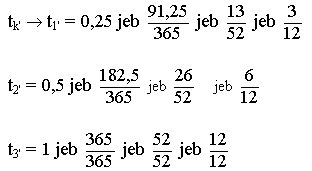 tk' → t1' = 0,25 jeb 91,25/365 jeb 13/52 jeb 3/12
t2' = 0,5 jeb 182,5/365 jeb 26/52 jeb 6/12
t3' = 1 jeb 365/365 jeb 52/52 jeb 12/12